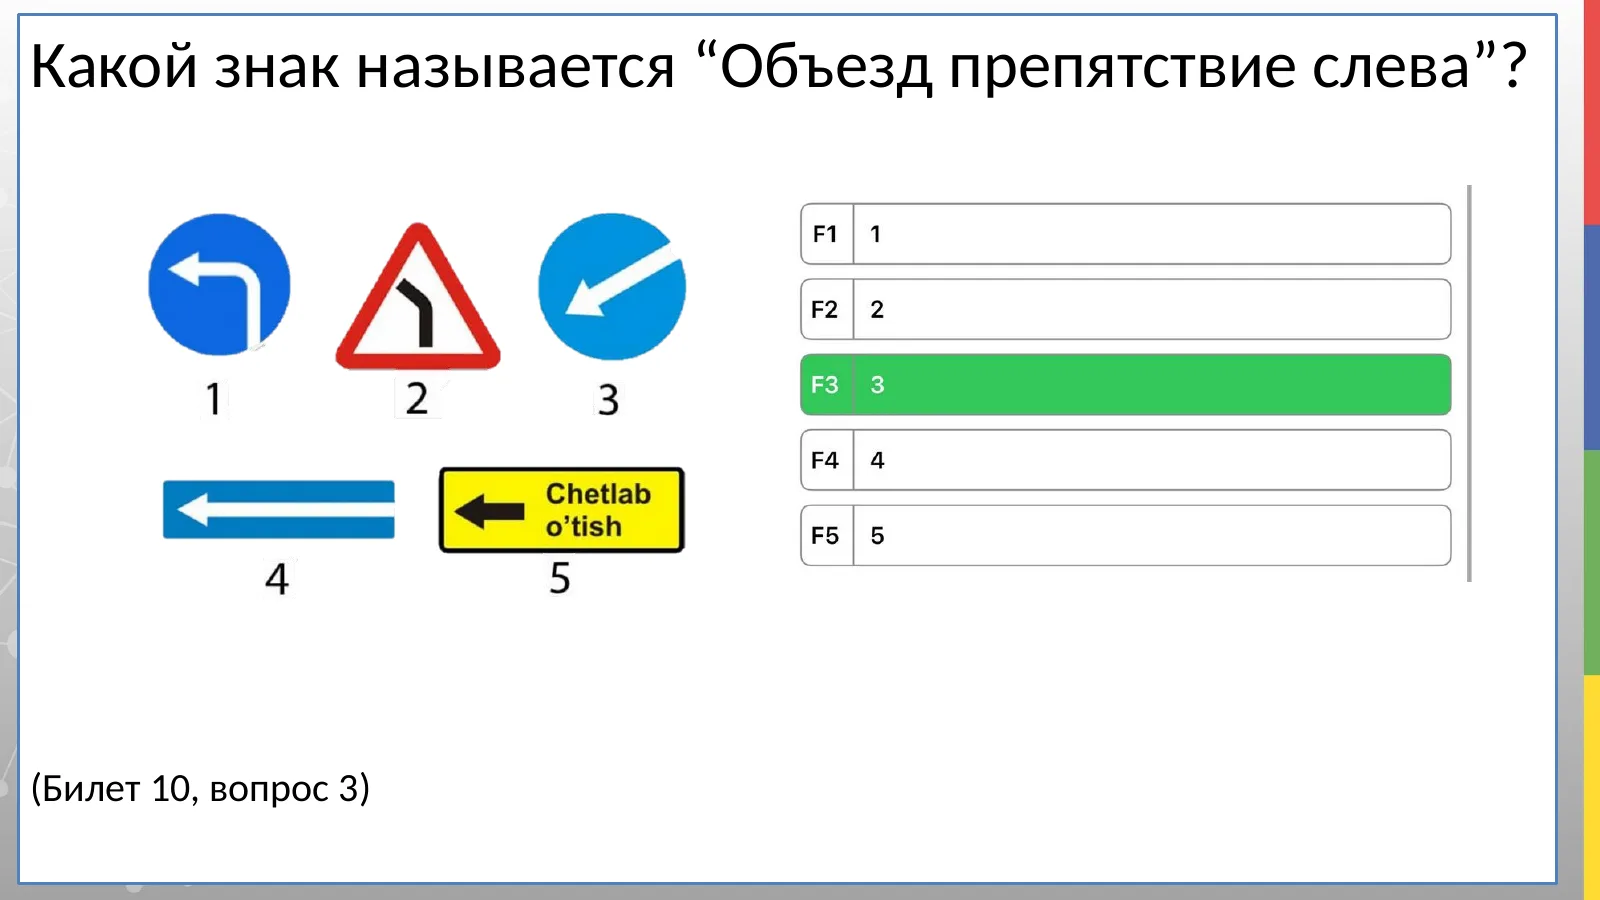 Какой знак называется “Объезд препятствие слева”?
1
2
3
Chetlab
o’tish
4
5
F1 1
F2 2
F3 3
F4 4
F5 5
(Билет 10, вопрос 3)